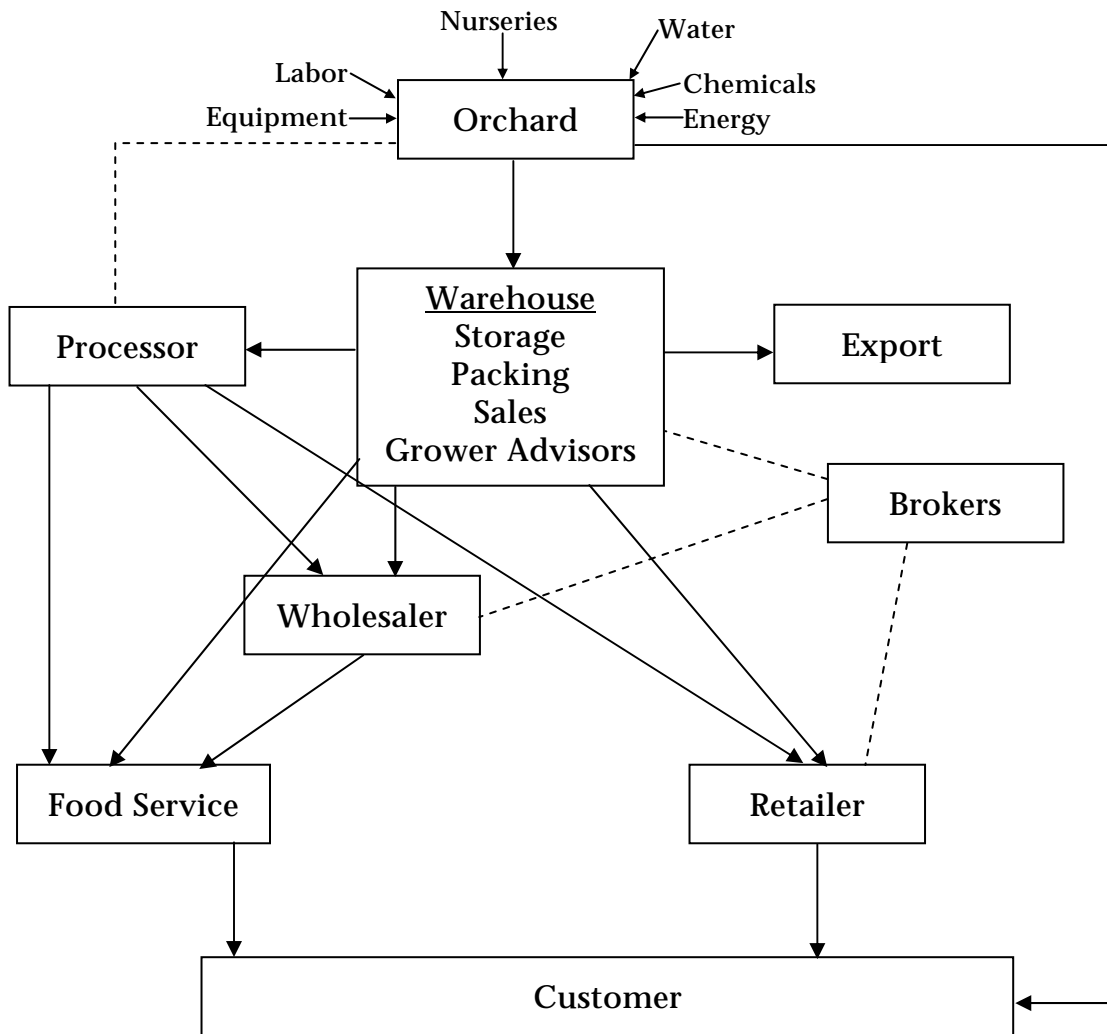 Nurseries
Water
Labor
Chemicals
Equipment
Orchard
Energy
Warehouse
Storage
Packing
Sales
Grower Advisors
Processor
Export
Brokers
Wholesaler
Food Service
Retailer
Customer